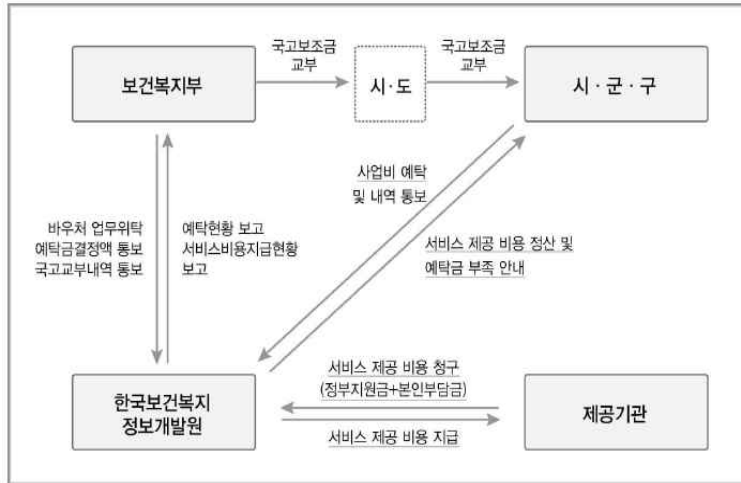 국고보조금
교부
국고보조금
교부
보건복지부
시·도
시·군·구
사업비 예탁
및 내역 통보
바우처 업무위탁
예탁금결정액 통보
국고교부내역 통보
예탁현황 보고
서비스비용지급현황
보고
서비스 제공 비용 정산 및
예탁금 부족 안내
한국보건복지
정보개발원
서비스 제공 비용 청구
(정부지원금+본인부담금)
서비스 제공 비용 지급
제공기관